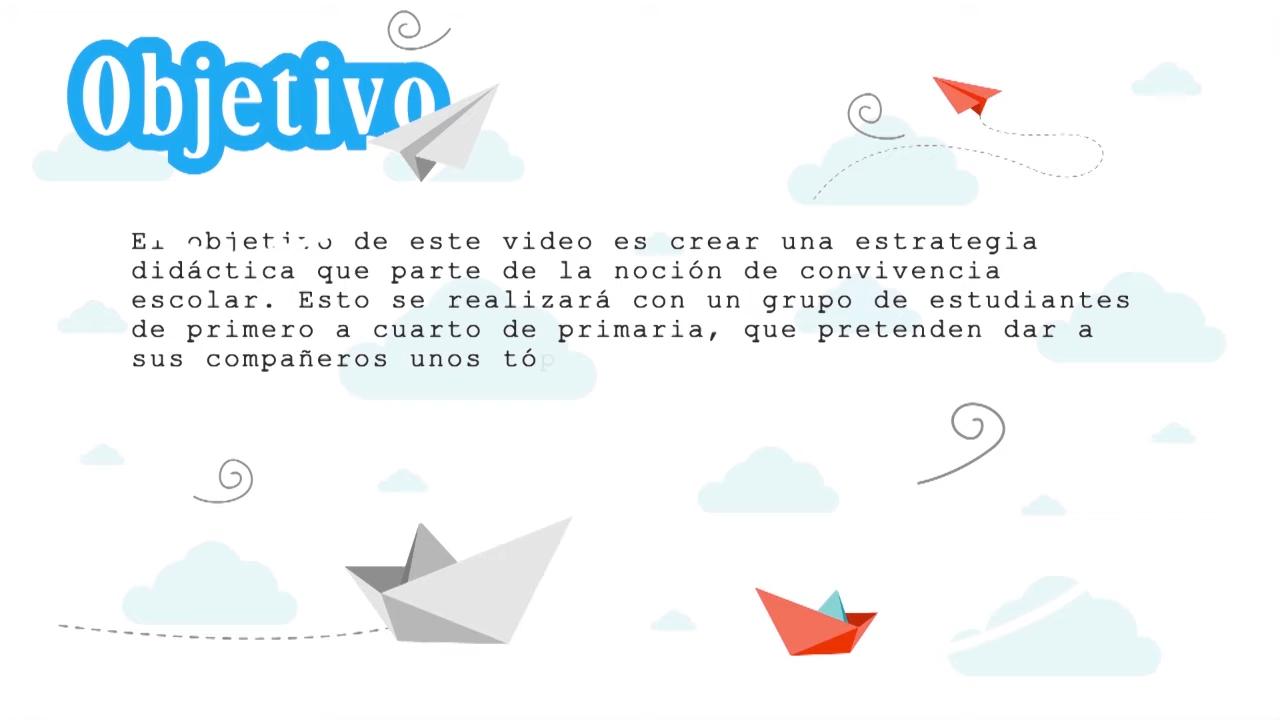 Objetivo
El objetivo de este video es crear una estrategia
didáctica que parte de la noción de convivencia
escolar. Esto se realizará con un grupo de estudiantes
de primero a cuarto de primaria, que pretenden dar a
sus compañeros unos tóp